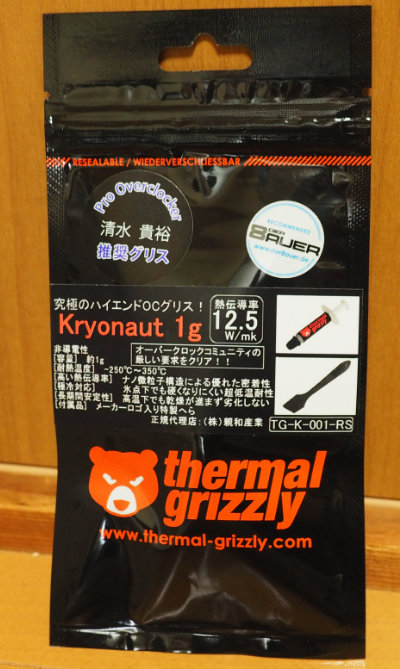 RESEALABLE / WIEDERVERSCHLIESSBAR
Pro Overclocker
清水 貴裕
推奨グリス
RECOMMENDED
DER
8AUER
www.der8auer.de
究極のハイエンドOCグリス！
Kryonaut 1g
熱伝導率
12.5
W/mk
非導電性
オーバークロックコミュニティの
厳しい要求をクリア！！
[容量] 約1g
[耐熱温度] -250℃～350℃
[高い熱伝導率] ナノ微粒子構造による優れた密着性
[極冷対応] 氷点下でも硬くなりにくい超低温耐性
[長期間安定性] 高温下でも乾燥が進まず劣化しない
[付属品] メーカーロゴ入り特製へら
正規代理店：(株)親和産業
TG-K-001-RS
thermal
grizzly
www.thermal-grizzly.com